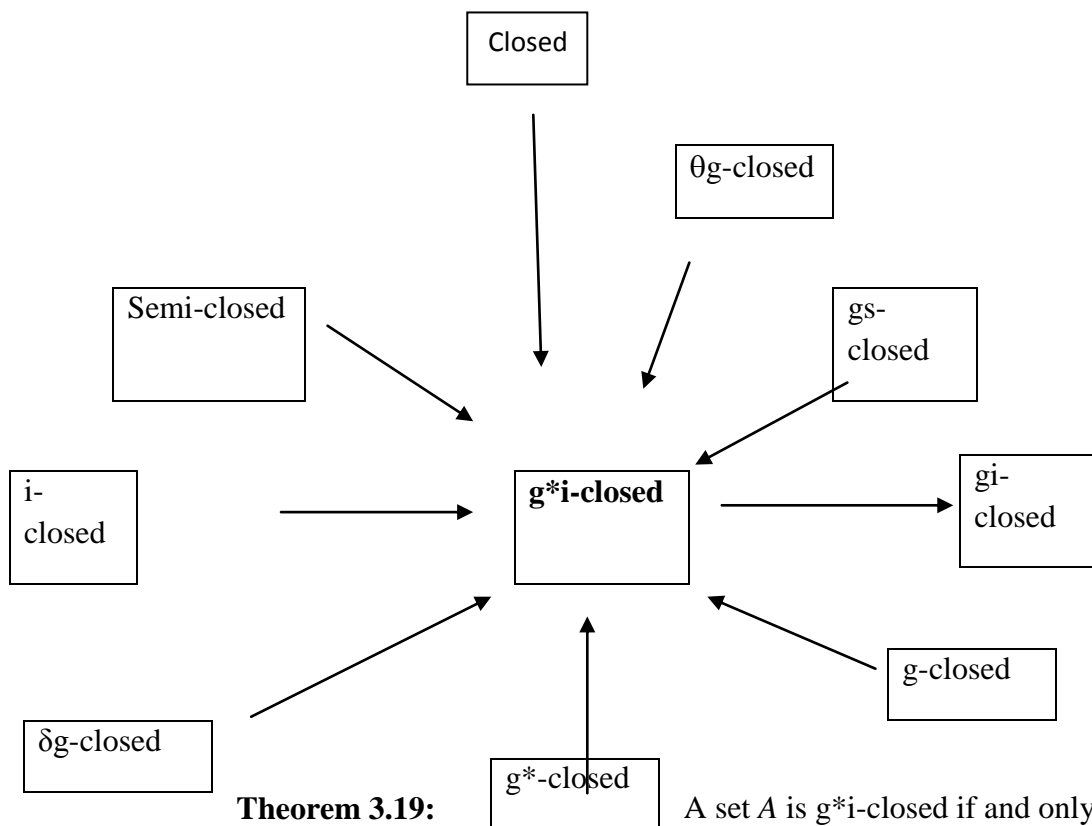 Closed
θg-closed
Semi-closed
gs-
closed
i-
closed
g*i-closed
gi-
closed
g-closed
δg-closed
g*-closed
Theorem 3.19: A set A is g*i-closed if and only